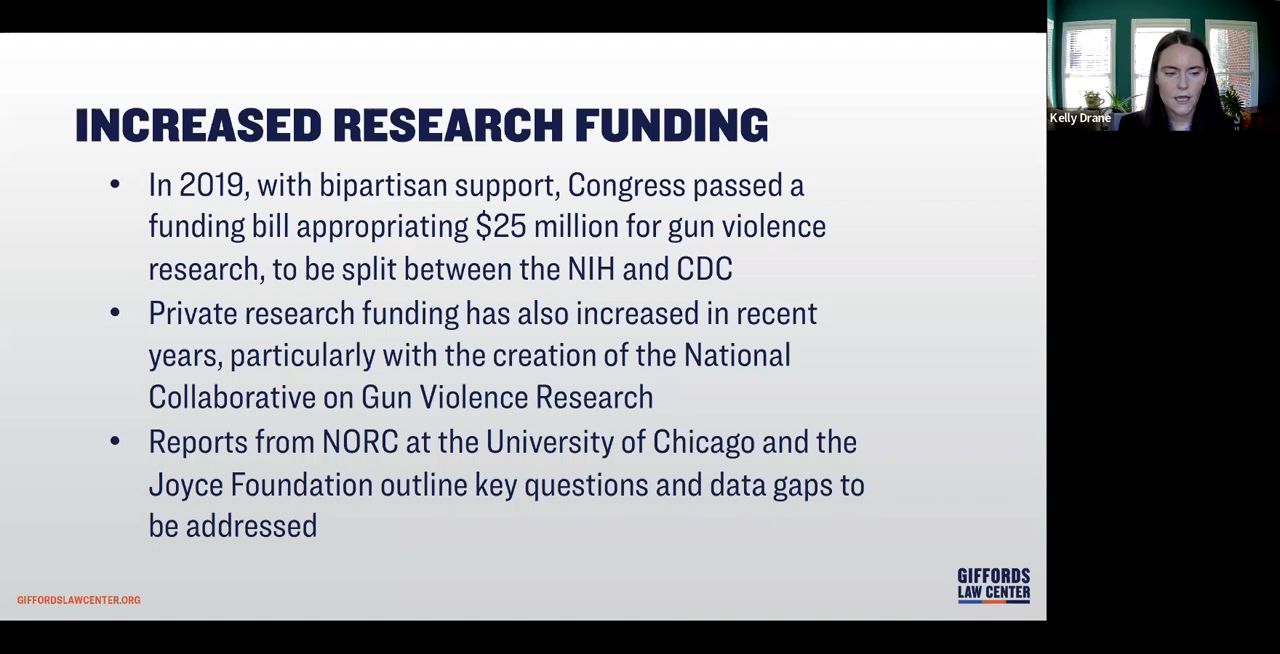 INCREASED RESEARCH FUNDING
• In 2019, with bipartisan support, Congress passed a
funding bill appropriating $25 million for gun violence
research, to be split between the NIH and CDC
• Private research funding has also increased in recent
years, particularly with the creation of the National
Collaborative on Gun Violence Research
• Reports from NORC at the University of Chicago and the
Joyce Foundation outline key questions and data gaps to
be addressed
GIFFORDSLAWCENTER.ORG
GIFFORDS
LAW CENTER
Kelly Drane